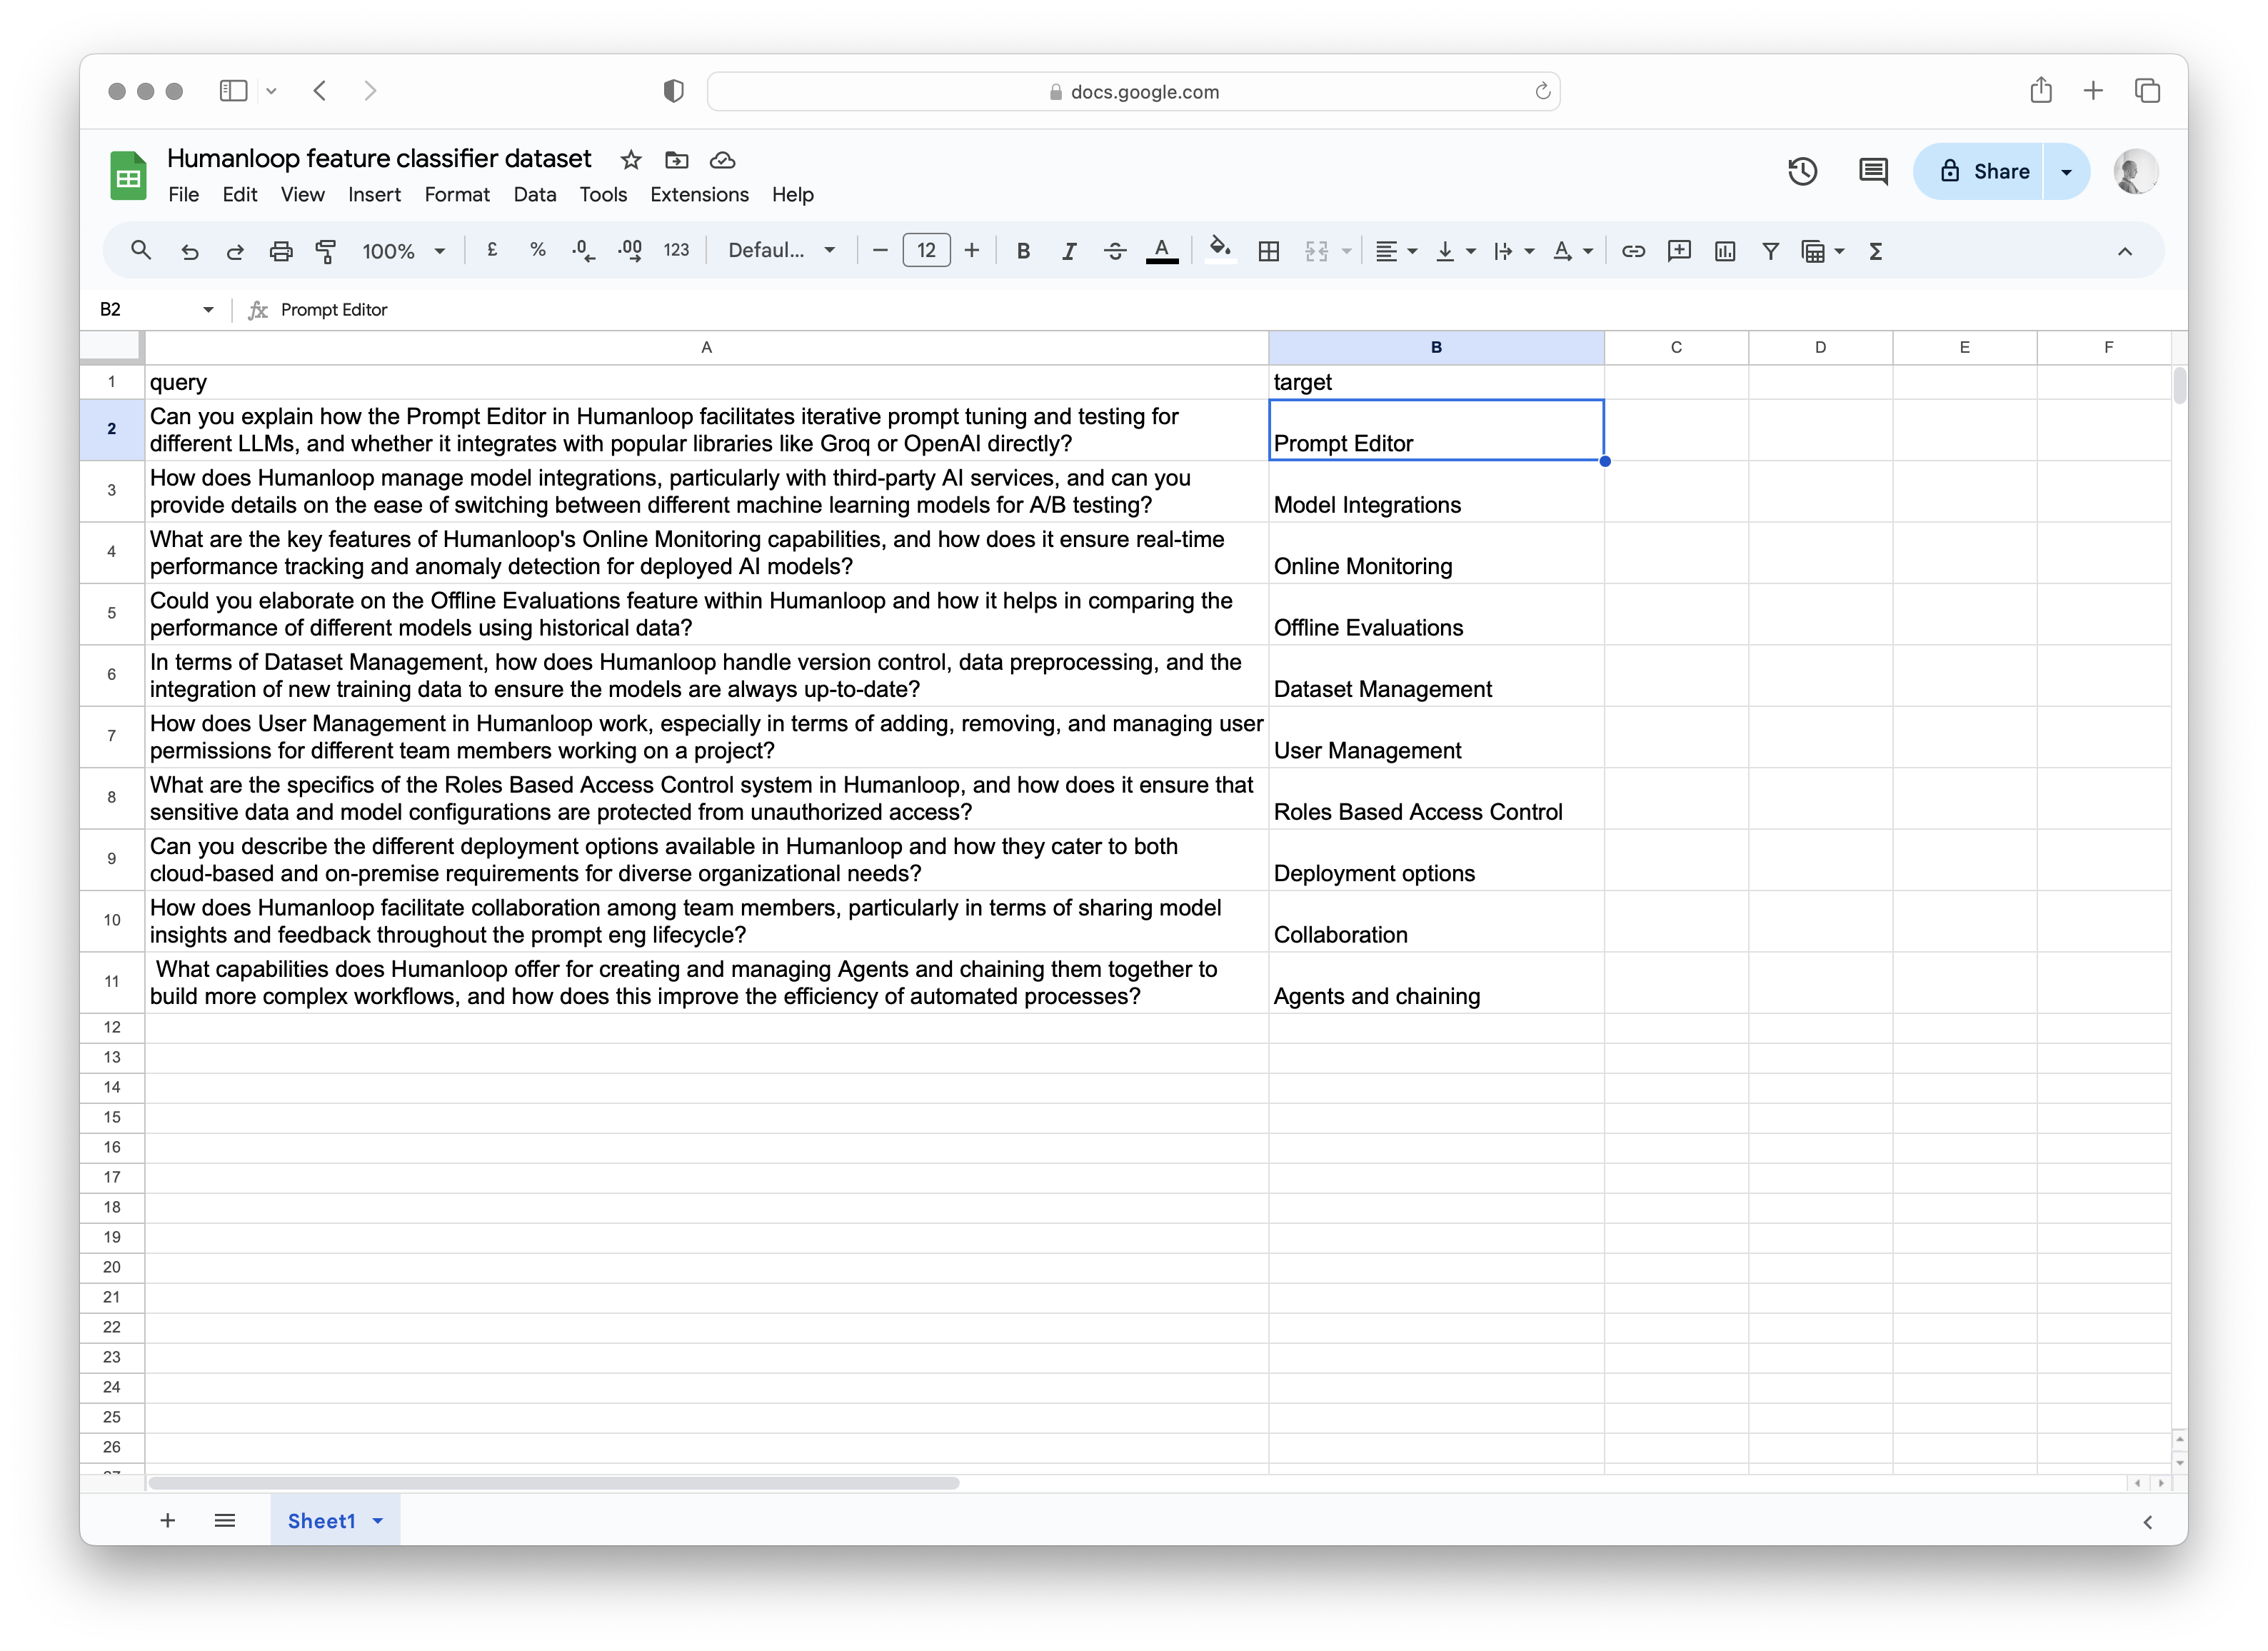 docs.google.com
Humanloop feature classifier dataset
File Edit View Insert Format Data Tools Extensions Help
Share
100% £ % .0 .00 123 Defaul... 12 B I A A Σ
B2 fx Prompt Editor
A B C D E F
1 query target
2 Can you explain how the Prompt Editor in Humanloop facilitates iterative prompt tuning and testing for
different LLMs, and whether it integrates with popular libraries like Groq or OpenAI directly? Prompt Editor
3 How does Humanloop manage model integrations, particularly with third-party AI services, and can you
provide details on the ease of switching between different machine learning models for A/B testing? Model Integrations
4 What are the key features of Humanloop's Online Monitoring capabilities, and how does it ensure real-time
performance tracking and anomaly detection for deployed AI models? Online Monitoring
5 Could you elaborate on the Offline Evaluations feature within Humanloop and how it helps in comparing the
performance of different models using historical data? Offline Evaluations
6 In terms of Dataset Management, how does Humanloop handle version control, data preprocessing, and the
integration of new training data to ensure the models are always up-to-date? Dataset Management
7 How does User Management in Humanloop work, especially in terms of adding, removing, and managing user
permissions for different team members working on a project? User Management
8 What are the specifics of the Roles Based Access Control system in Humanloop, and how does it ensure that
sensitive data and model configurations are protected from unauthorized access? Roles Based Access Control
9 Can you describe the different deployment options available in Humanloop and how they cater to both
cloud-based and on-premise requirements for diverse organizational needs? Deployment options
10 How does Humanloop facilitate collaboration among team members, particularly in terms of sharing model
insights and feedback throughout the prompt eng lifecycle? Collaboration
11 What capabilities does Humanloop offer for creating and managing Agents and chaining them together to
build more complex workflows, and how does this improve the efficiency of automated processes? Agents and chaining
12
13
14
15
16
17
18
19
20
21
22
23
24
25
26
Sheet1